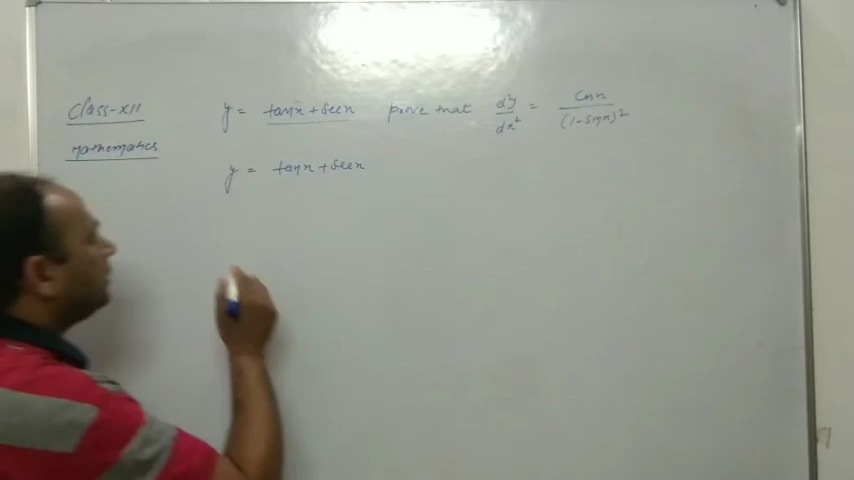 Class-XII
Mathematics
y = tanx + secx prove that d²y/dx² = cosx/(1-sinx)²
y = tanx + secx